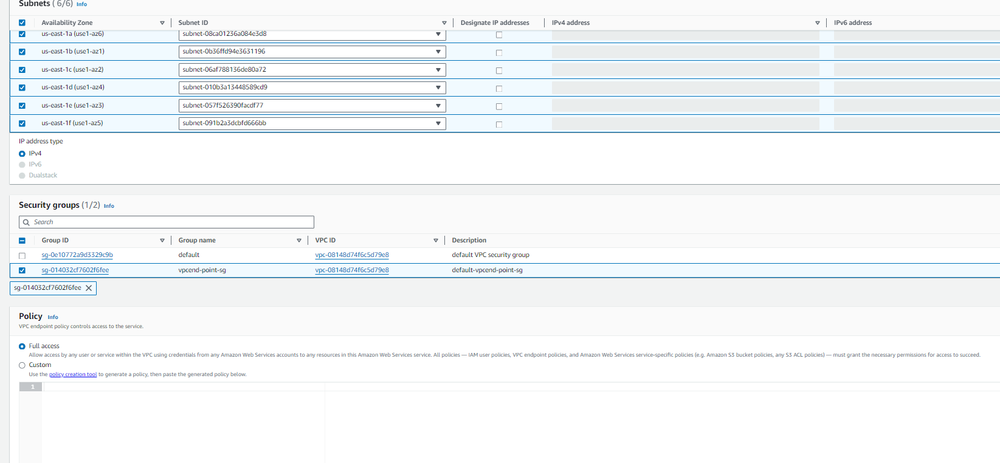 Subnets (6/6) Info
Availability Zone Subnet ID Designate IP addresses IPv4 address IPv6 address
us-east-1a (use1-az6) subnet-08ca01236a084e3d8
us-east-1b (use1-az1) subnet-0b36ffd94e3631196
us-east-1c (use1-az2) subnet-06af788136de80a72
us-east-1d (use1-az4) subnet-010b3a13448589cd9
us-east-1e (use1-az3) subnet-057f526390facdf77
us-east-1f (use1-az5) subnet-091b2a3dcbfd666bb
IP address type
IPv4
IPv6
Dualstack
Security groups (1/2) Info
Search
Group ID Group name VPC ID Description
sg-0e10772a9d3329c9b default vpc-08148d74f6c5d79e8 default VPC security group
sg-014032cf7602f6fee vpcend-point-sg vpc-08148d74f6c5d79e8 default-vpcend-point-sg
sg-014032cf7602f6fee
Policy Info
VPC endpoint policy controls access to the service.
Full access
Allow access by any user or service within the VPC using credentials from any Amazon Web Services accounts to any resources in this Amazon Web Services service. All policies — IAM user policies, VPC endpoint policies, and Amazon Web Services service-specific policies (e.g. Amazon S3 bucket policies, any S3 ACL policies) — must grant the necessary permissions for access to succeed.
Custom
Use the policy creation tool to generate a policy, then paste the generated policy below.
1